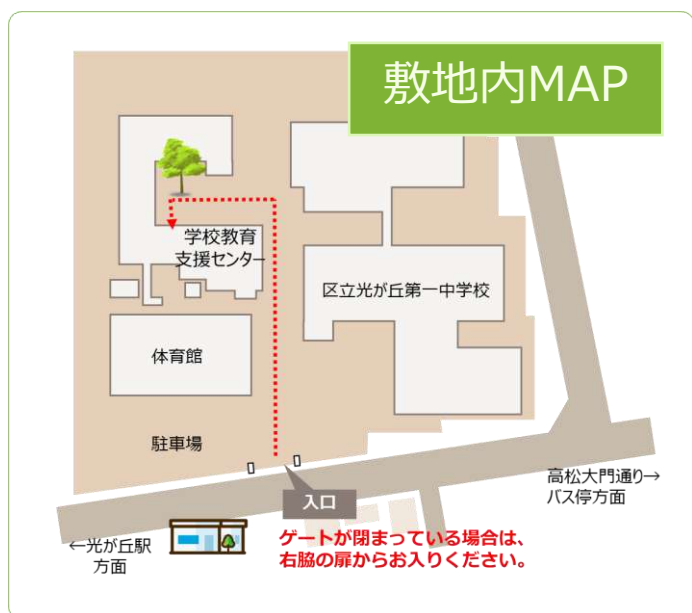 敷地内MAP
学校教育
支援センター
区立光が丘第一中学校
体育館
駐車場
高松大門通り→
バス停方面
入口
←光が丘駅
方面
ゲートが閉まっている場合は、
右脇の扉からお入りください。